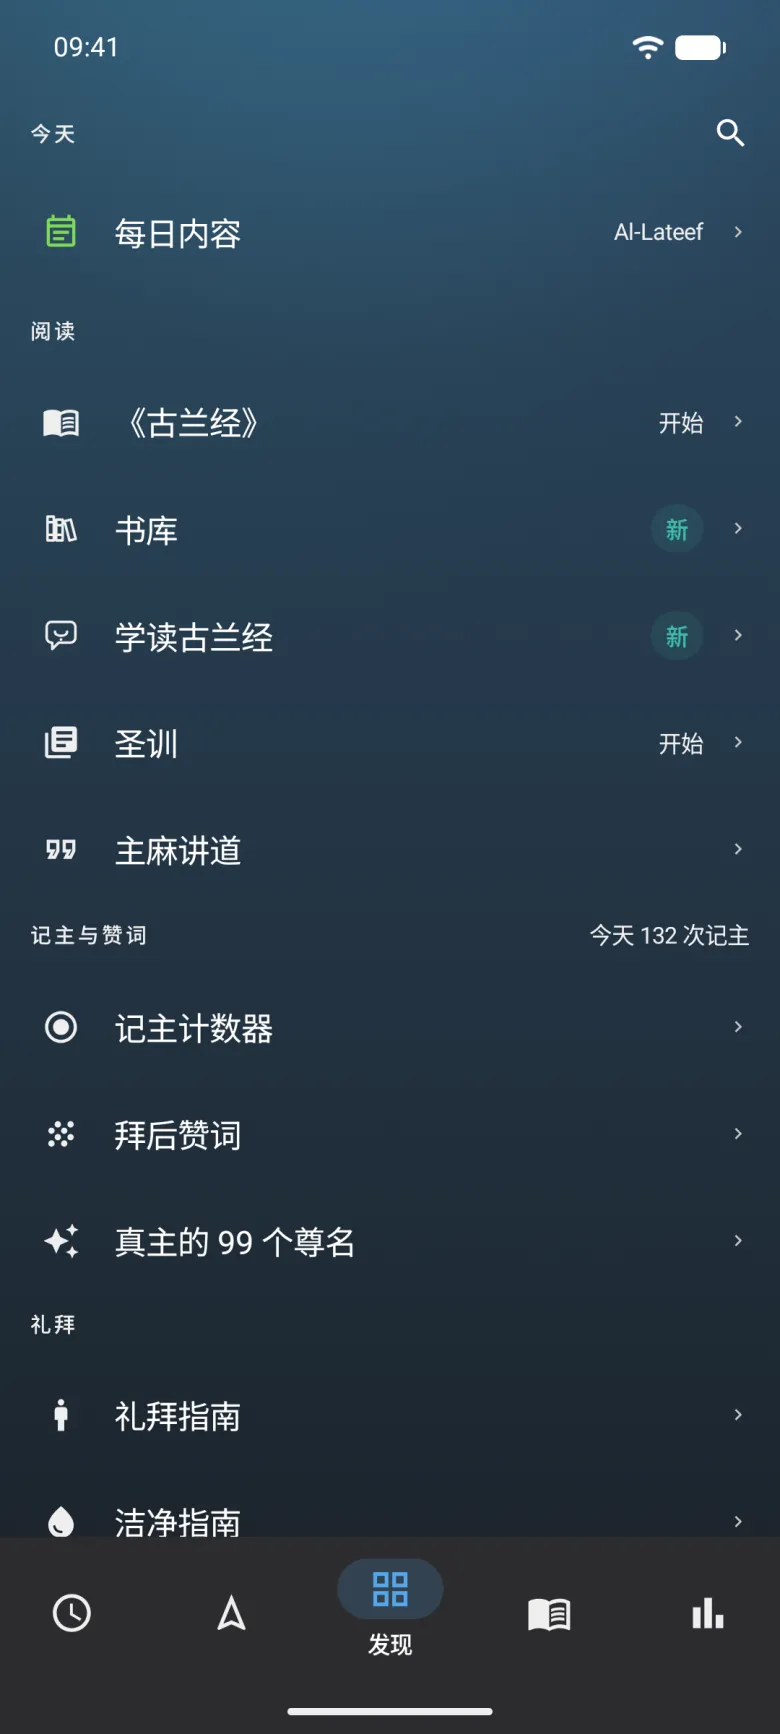 09:41
今天
每日内容 Al-Lateef
阅读
《古兰经》 开始
书库 新
学读古兰经 新
圣训 开始
主麻讲道
记主与赞词 今天 132 次记主
记主计数器
拜后赞词
真主的 99 个尊名
礼拜
礼拜指南
洁净指南
发现